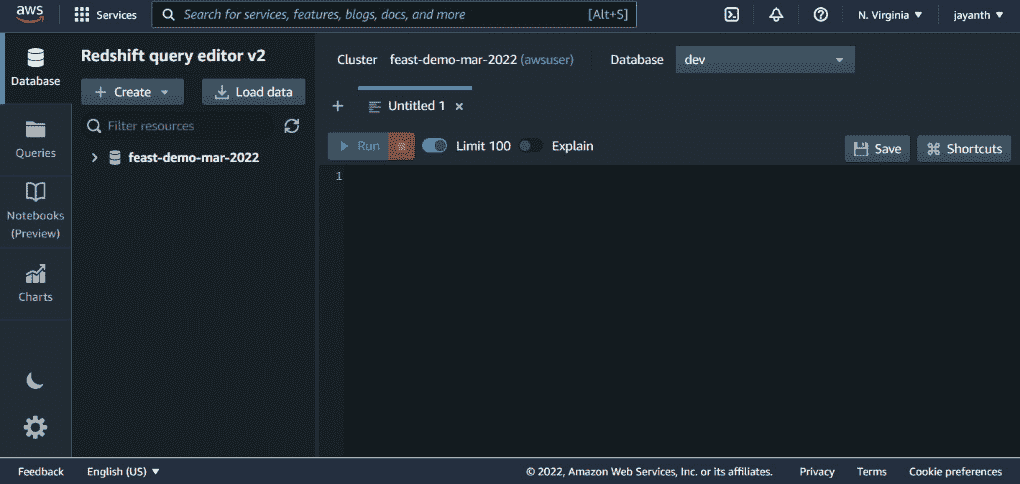 aws
Services
Search for services, features, blogs, docs, and more
[Alt+S]
N. Virginia
jayanth
Database
Queries
Notebooks
(Preview)
Charts
Redshift query editor v2
Create
Load data
Filter resources
feast-demo-mar-2022
Cluster feast-demo-mar-2022 (awsuser)
Database dev
+ Untitled 1 ×
Run Limit 100 Explain
Save
Shortcuts
1
Feedback
English (US)
© 2022, Amazon Web Services, Inc. or its affiliates.
Privacy
Terms
Cookie preferences